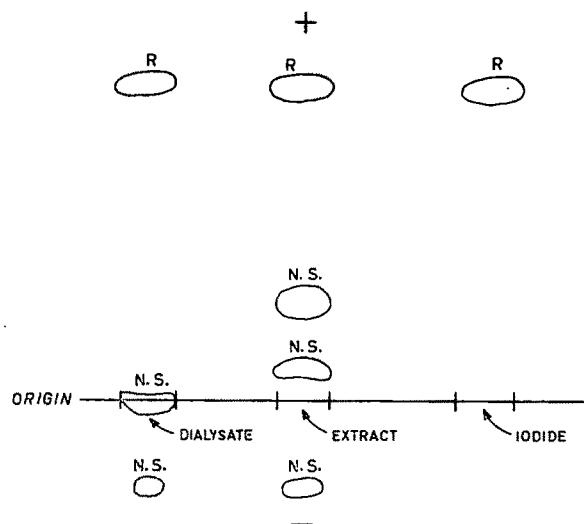 +
R R R
N. S.
N. S.
N. S.
ORIGIN
DIALYSATE EXTRACT IODIDE
N. S. N. S.